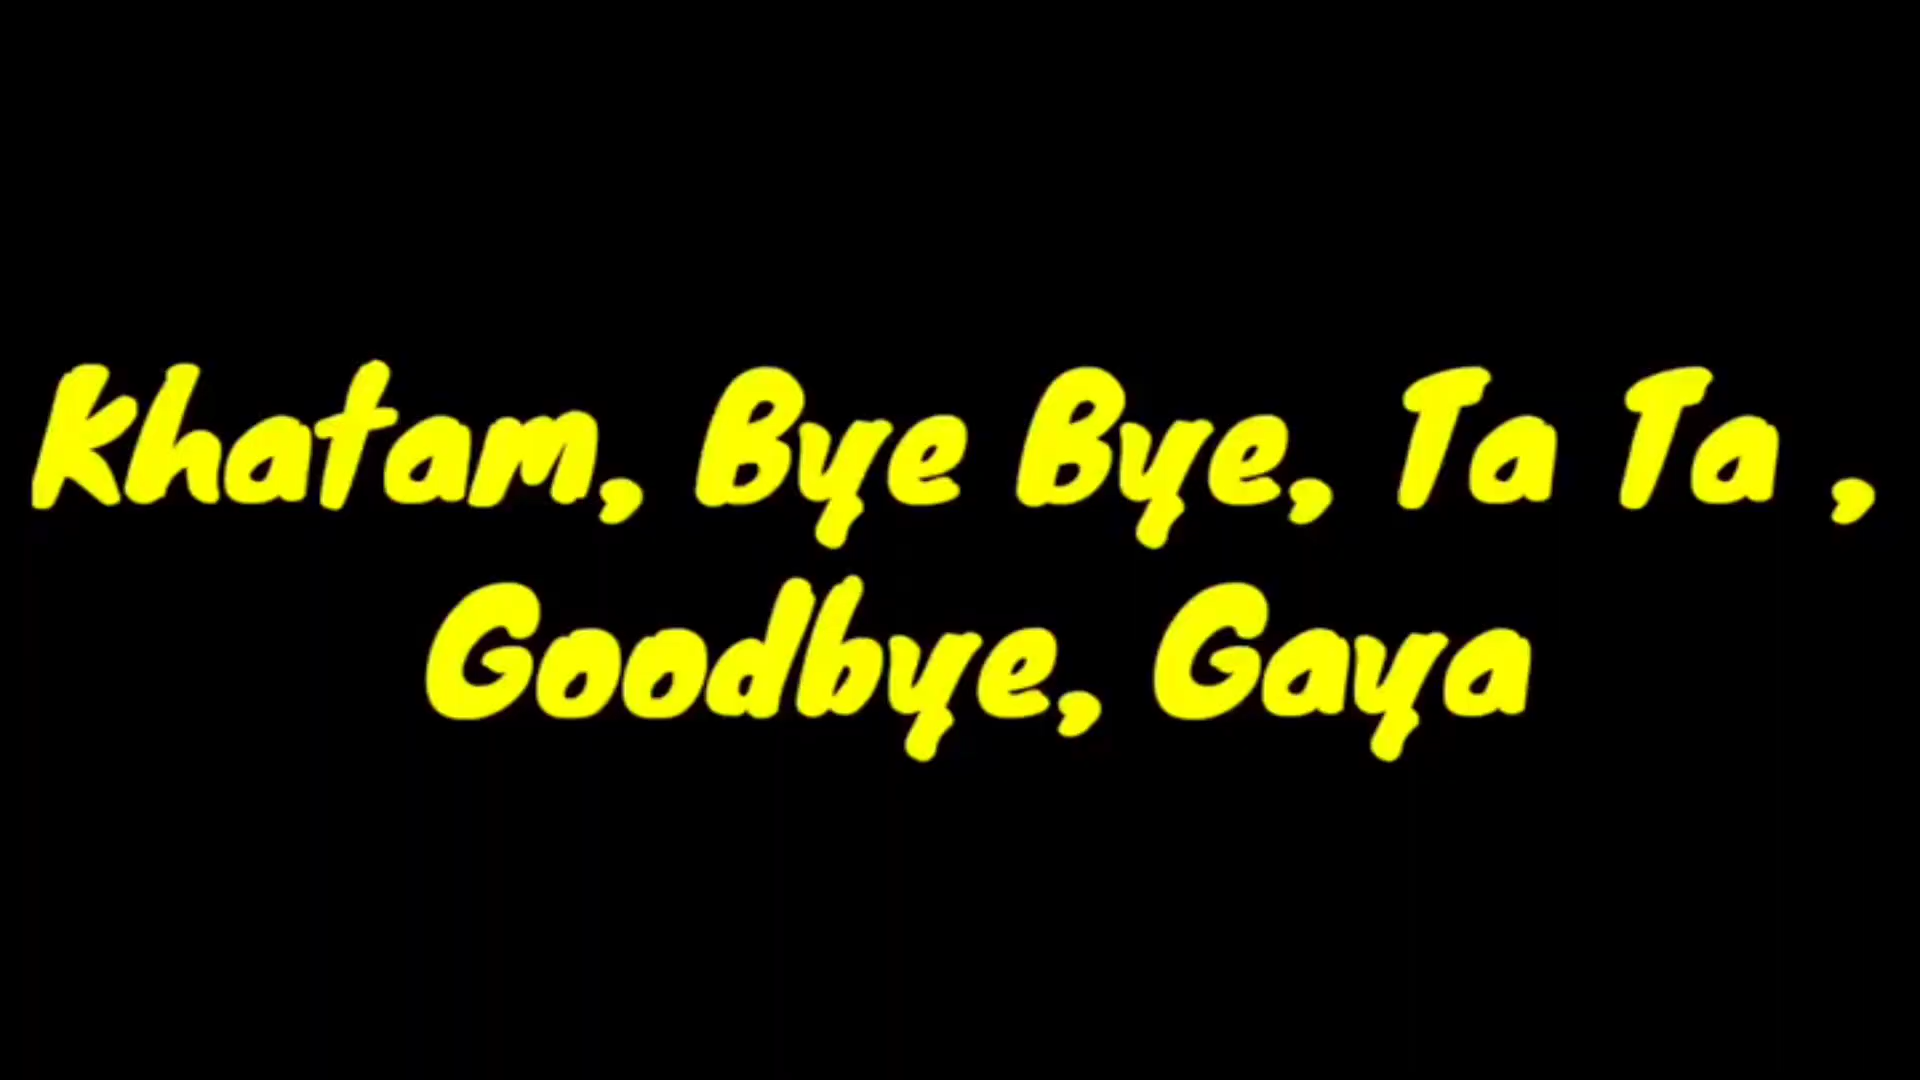 Khatam, Bye Bye, Ta Ta ,
Goodbye, Gaya